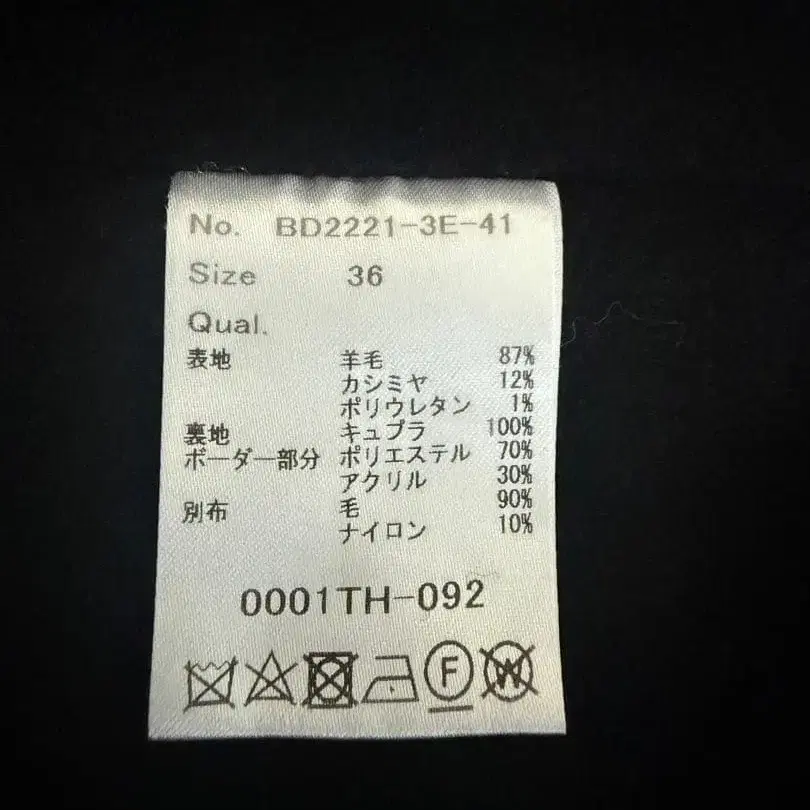 No. BD2221-3E-41
Size 36
Qual.
表地 羊毛 87%
カシミヤ 12%
ポリウレタン 1%
裏地 キュプラ 100%
ボーダー部分 ポリエステル 70%
アクリル 30%
別布 毛 90%
ナイロン 10%
0001TH-092
F W